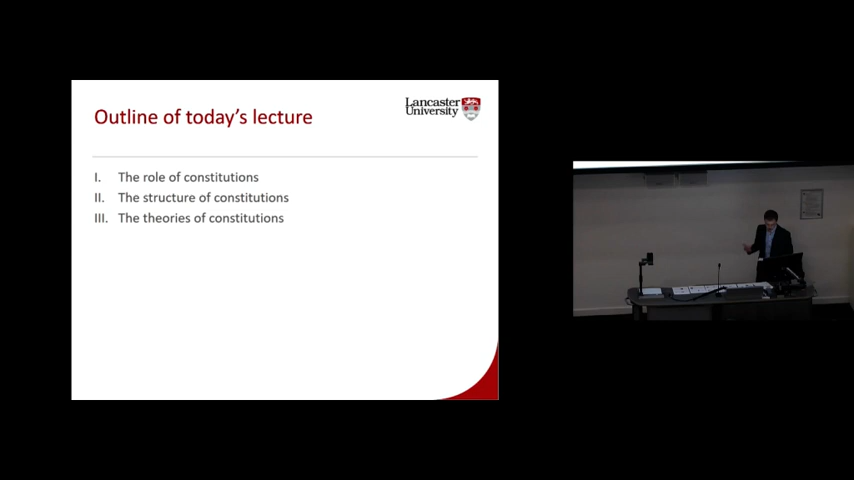 Outline of today's lecture
Lancaster
University
I. The role of constitutions
II. The structure of constitutions
III. The theories of constitutions